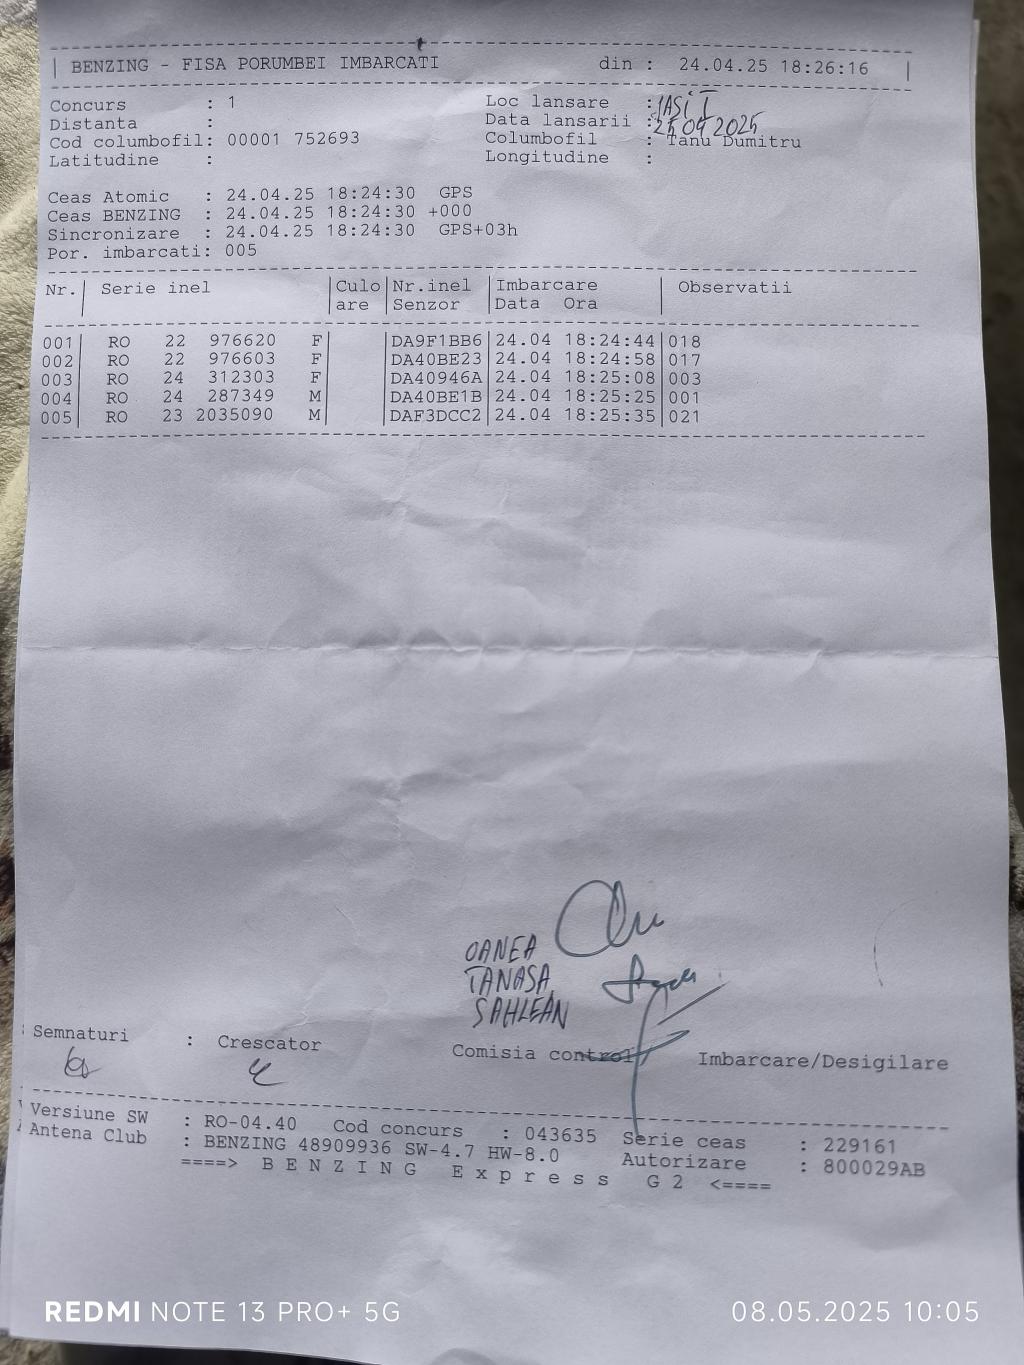 BENZING - FISA PORUMBEI IMBARCATI din : 24.04.25 18:26:16
Concurs : 1 Loc lansare : IASI I
Distanta : Data lansarii : 25 04 2025
Cod columbofil: 00001 752693 Columbofil : Tanu Dumitru
Latitudine : Longitudine :
Ceas Atomic : 24.04.25 18:24:30 GPS
Ceas BENZING : 24.04.25 18:24:30 +000
Sincronizare : 24.04.25 18:24:30 GPS+03h
Por. imbarcati: 005
Nr. | Serie inel | Culo | Nr.inel | Imbarcare | Observatii
are | Senzor | Data Ora
001 | RO 22 976620 F | | DA9F1BB6 | 24.04 18:24:44 | 018
002 | RO 22 976603 F | | DA40BE23 | 24.04 18:24:58 | 017
003 | RO 24 312303 F | | DA40946A | 24.04 18:25:08 | 003
004 | RO 24 287349 M | | DA40BE1B | 24.04 18:25:25 | 001
005 | RO 23 2035090 M | | DAF3DCC2 | 24.04 18:25:35 | 021
OANEA
TANASA
SAHLEAN
Semnaturi : Crescator Comisia control Imbarcare/Desigilare
Versiune SW : RO-04.40 Cod concurs : 043635 Serie ceas : 229161
Antena Club : BENZING 48909936 SW-4.7 HW-8.0 Autorizare : 800029AB
====> B E N Z I N G E x p r e s s G 2 <====
REDMI NOTE 13 PRO+ 5G 08.05.2025 10:05